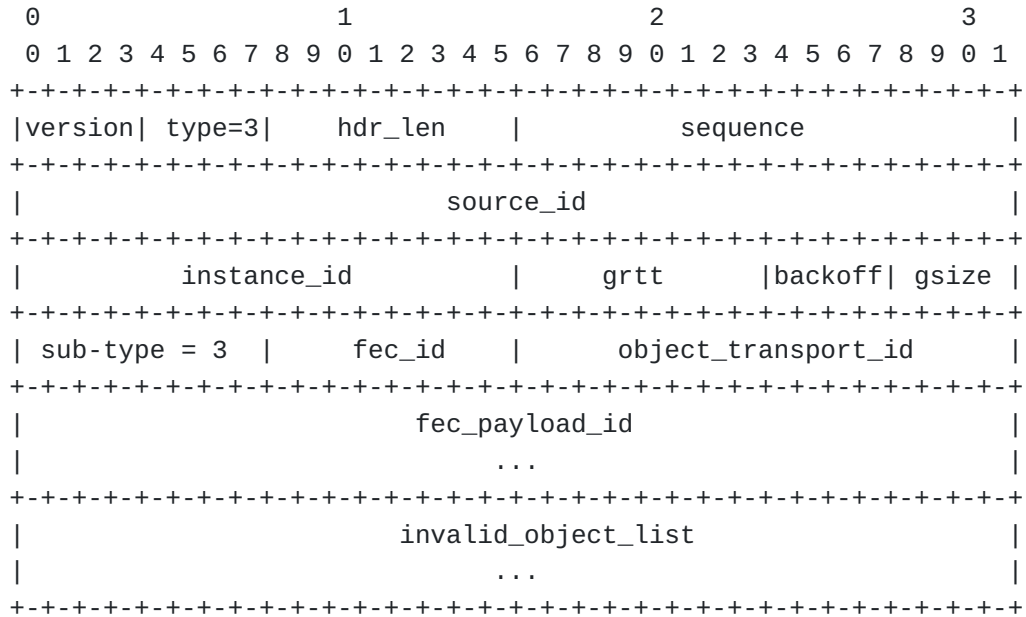 0                   1                   2                   3
 0 1 2 3 4 5 6 7 8 9 0 1 2 3 4 5 6 7 8 9 0 1 2 3 4 5 6 7 8 9 0 1
+-+-+-+-+-+-+-+-+-+-+-+-+-+-+-+-+-+-+-+-+-+-+-+-+-+-+-+-+-+-+-+-+
|version| type=3|    hdr_len    |          sequence             |
+-+-+-+-+-+-+-+-+-+-+-+-+-+-+-+-+-+-+-+-+-+-+-+-+-+-+-+-+-+-+-+-+
|                           source_id                           |
+-+-+-+-+-+-+-+-+-+-+-+-+-+-+-+-+-+-+-+-+-+-+-+-+-+-+-+-+-+-+-+-+
|          instance_id          |     grtt      |backoff| gsize |
+-+-+-+-+-+-+-+-+-+-+-+-+-+-+-+-+-+-+-+-+-+-+-+-+-+-+-+-+-+-+-+-+
| sub-type = 3  |     fec_id    |      object_transport_id      |
+-+-+-+-+-+-+-+-+-+-+-+-+-+-+-+-+-+-+-+-+-+-+-+-+-+-+-+-+-+-+-+-+
|                         fec_payload_id                        |
|                              ...                              |
+-+-+-+-+-+-+-+-+-+-+-+-+-+-+-+-+-+-+-+-+-+-+-+-+-+-+-+-+-+-+-+-+
|                        invalid_object_list                    |
|                              ...                              |
+-+-+-+-+-+-+-+-+-+-+-+-+-+-+-+-+-+-+-+-+-+-+-+-+-+-+-+-+-+-+-+-+